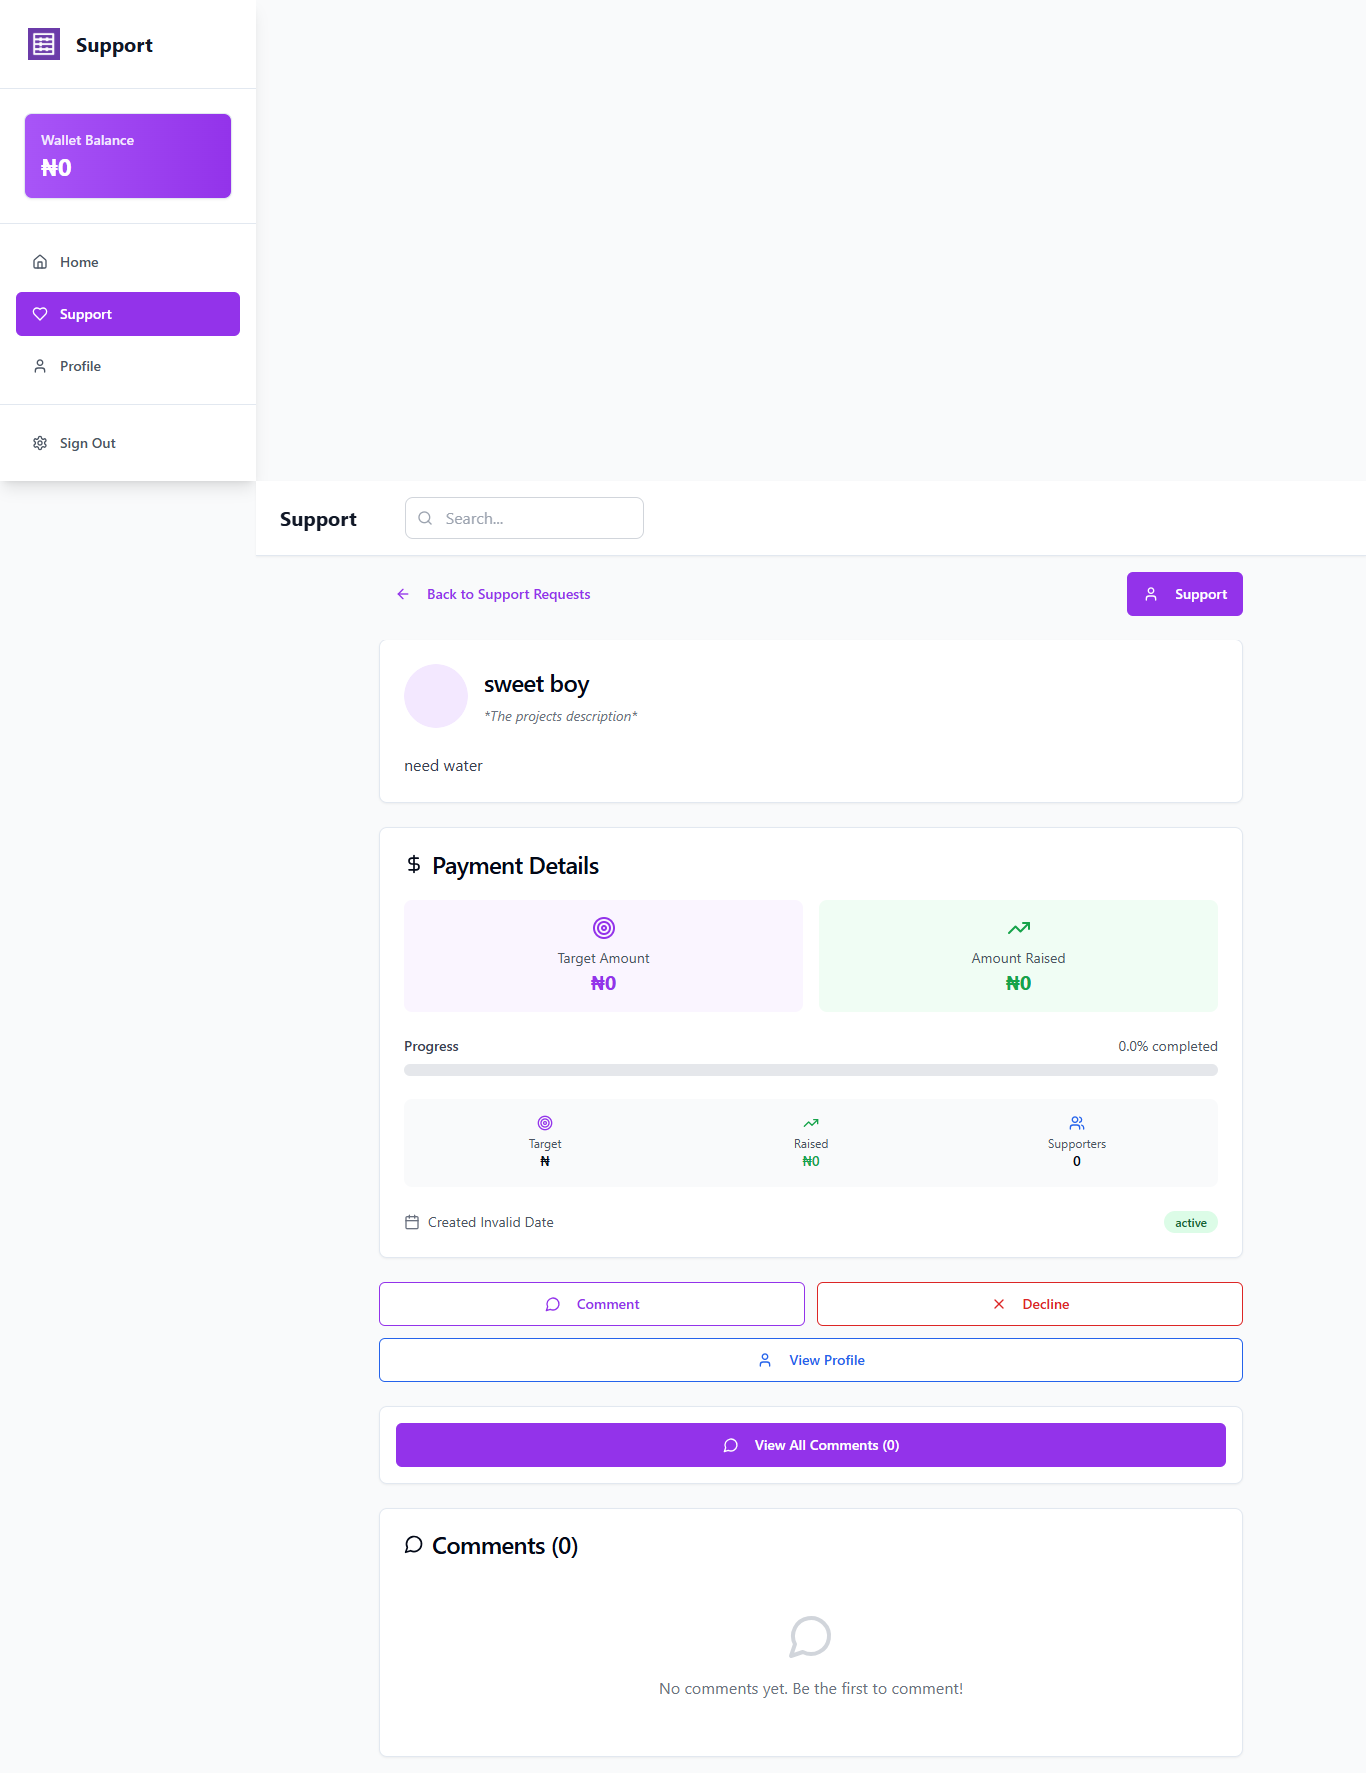 Support
Wallet Balance
₦0
Home
Support
Profile
Sign Out
Support
Search...
Back to Support Requests
Support
sweet boy
*The projects description*
need water
Payment Details
Target Amount
₦0
Amount Raised
₦0
Progress
0.0% completed
Target
₦
Raised
₦0
Supporters
0
Created Invalid Date
active
Comment
Decline
View Profile
View All Comments (0)
Comments (0)
No comments yet. Be the first to comment!